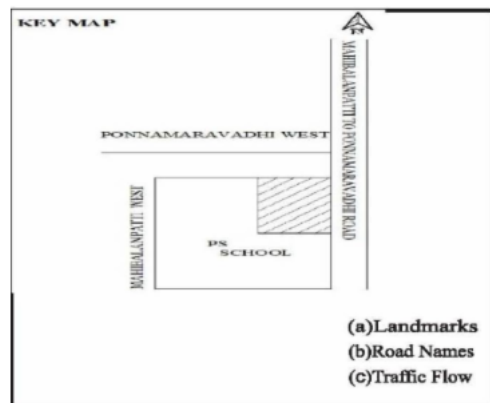 KEY MAP
N
PONNAMARAVADHI WEST
MAHIBALANPATTI TO PONNAMARAVADHI ROAD
MAHIBALANPATTI WEST
PS
SCHOOL
(a)Landmarks
(b)Road Names
(c)Traffic Flow